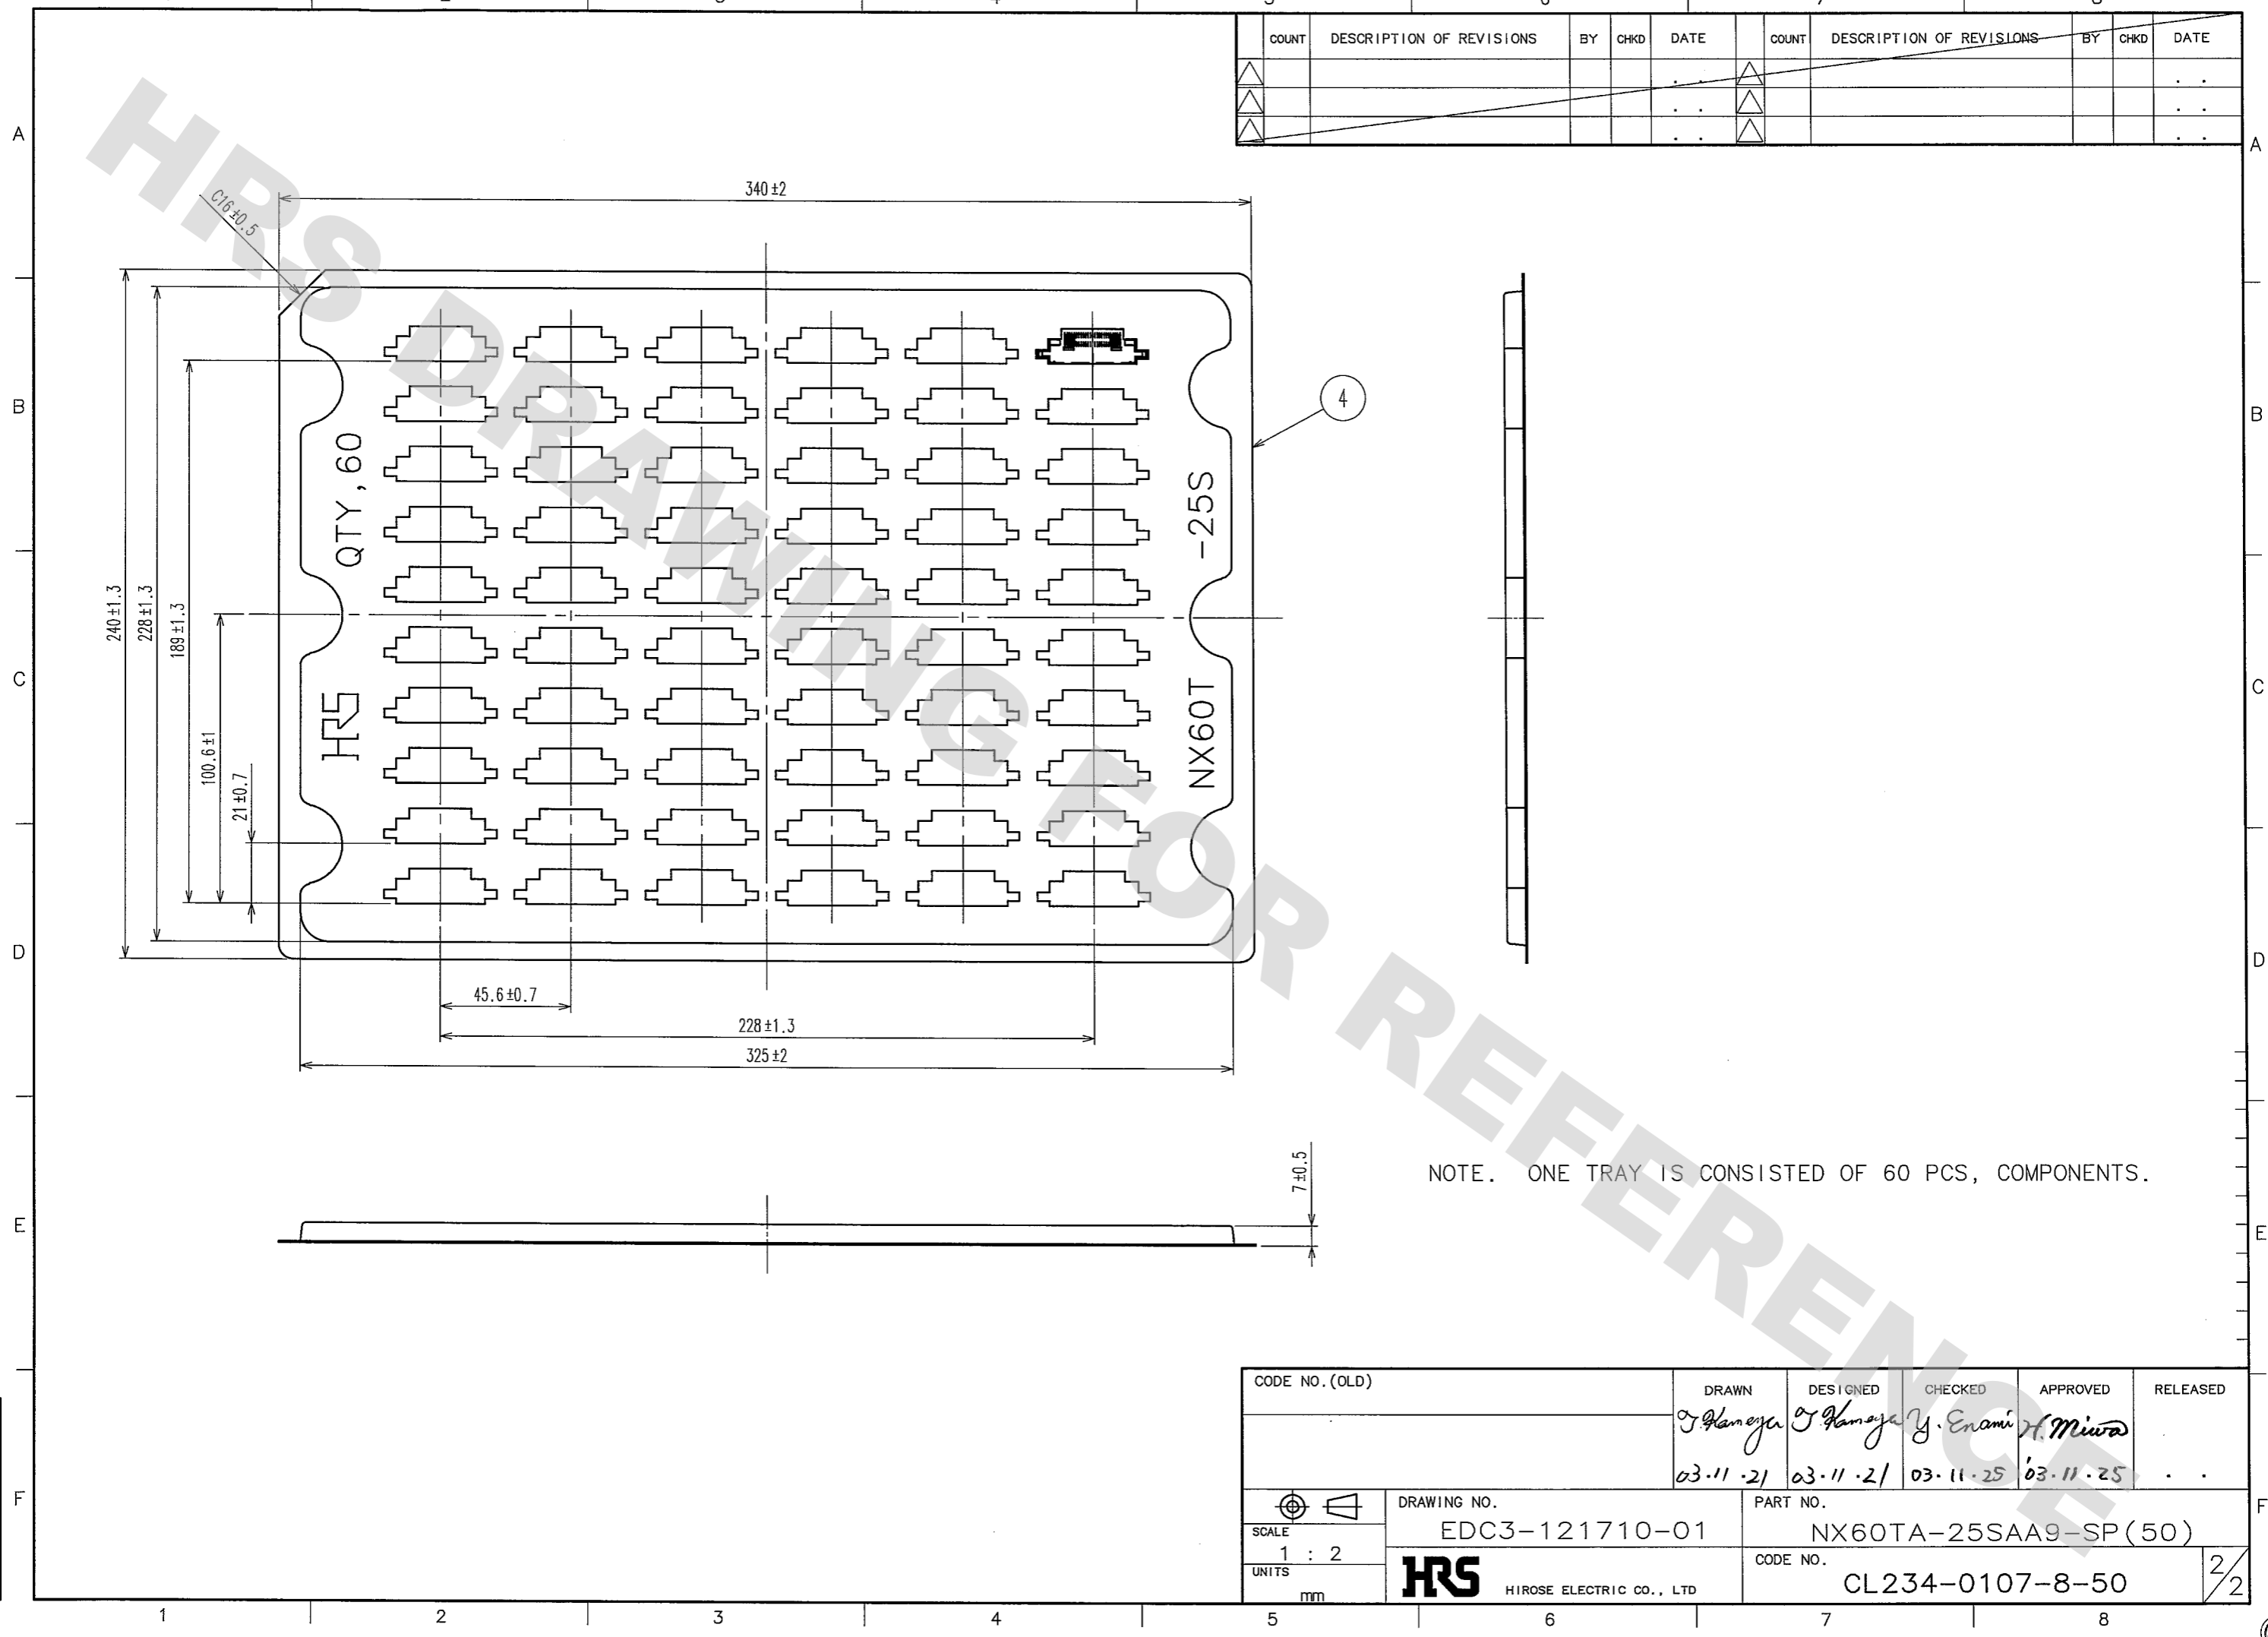 COUNT DESCRIPTION OF REVISIONS BY CHKD DATE COUNT DESCRIPTION OF REVISIONS BY CHKD DATE
A
A
B
B
C
C
D
D
E
E
F
F
HRS DRAWING FOR REFERENCE
340±2
C16±0.5
240±1.3
228±1.3
189±1.3
100.6±1
21±0.7
QTY,60
HRS
-25S
NX60T
4
45.6±0.7
228±1.3
325±2
7±0.5
NOTE. ONE TRAY IS CONSISTED OF 60 PCS, COMPONENTS.
CODE NO.(OLD)
DRAWN DESIGNED CHECKED APPROVED RELEASED
T.Kameya T.Kameya Y.Enami H.Miwa
03.11.21 03.11.21 03.11.25 '03.11.25 . .
SCALE
1 : 2
UNITS
mm
DRAWING NO.
EDC3-121710-01
PART NO.
NX60TA-25SAA9-SP(50)
HRS HIROSE ELECTRIC CO., LTD
CODE NO.
CL234-0107-8-50
2/2
1 2 3 4 5 6 7 8